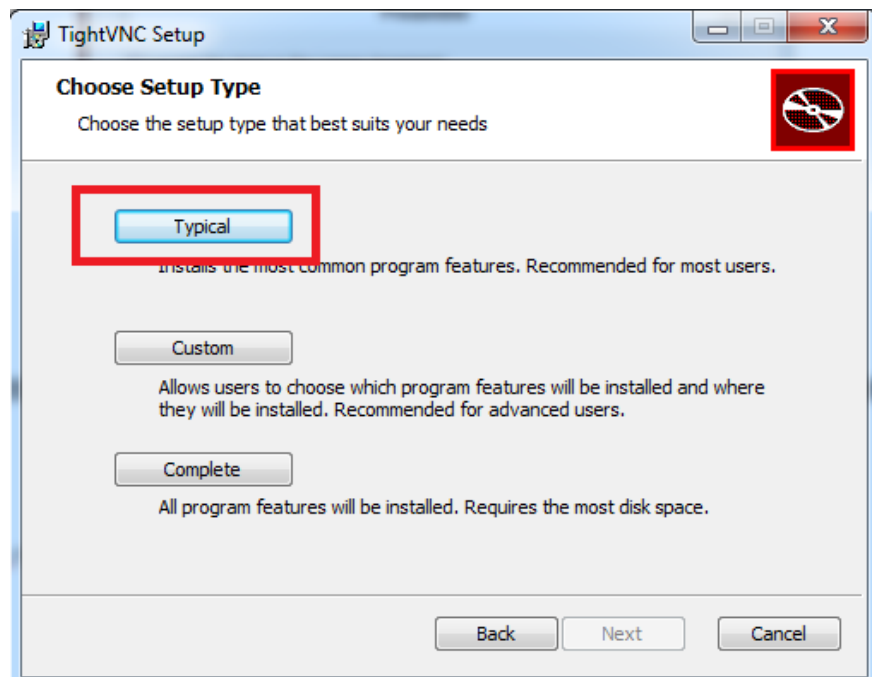 TightVNC Setup
Choose Setup Type
Choose the setup type that best suits your needs
Typical
Installs the most common program features. Recommended for most users.
Custom
Allows users to choose which program features will be installed and where
they will be installed. Recommended for advanced users.
Complete
All program features will be installed. Requires the most disk space.
Back Next Cancel